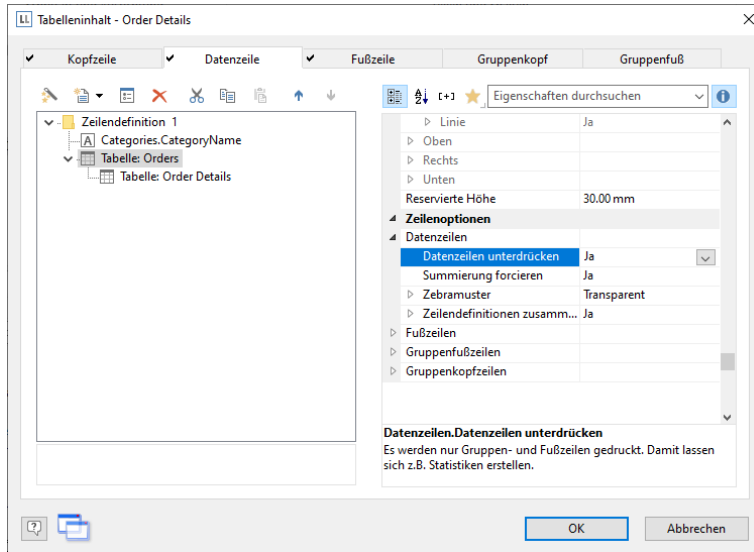 LL Tabelleninhalt - Order Details
Kopfzeile
Datenzeile
Fußzeile
Gruppenkopf
Gruppenfuß
Zeilendefinition 1
A Categories.CategoryName
Tabelle: Orders
Tabelle: Order Details
Eigenschaften durchsuchen
Linie Ja
Oben
Rechts
Unten
Reservierte Höhe 30.00 mm
Zeilenoptionen
Datenzeilen
Datenzeilen unterdrücken Ja
Summierung forcieren Ja
Zebramuster Transparent
Zeilendefinitionen zusamm... Ja
Fußzeilen
Gruppenfußzeilen
Gruppenkopfzeilen
Datenzeilen.Datenzeilen unterdrücken
Es werden nur Gruppen- und Fußzeilen gedruckt. Damit lassen
sich z.B. Statistiken erstellen.
OK
Abbrechen